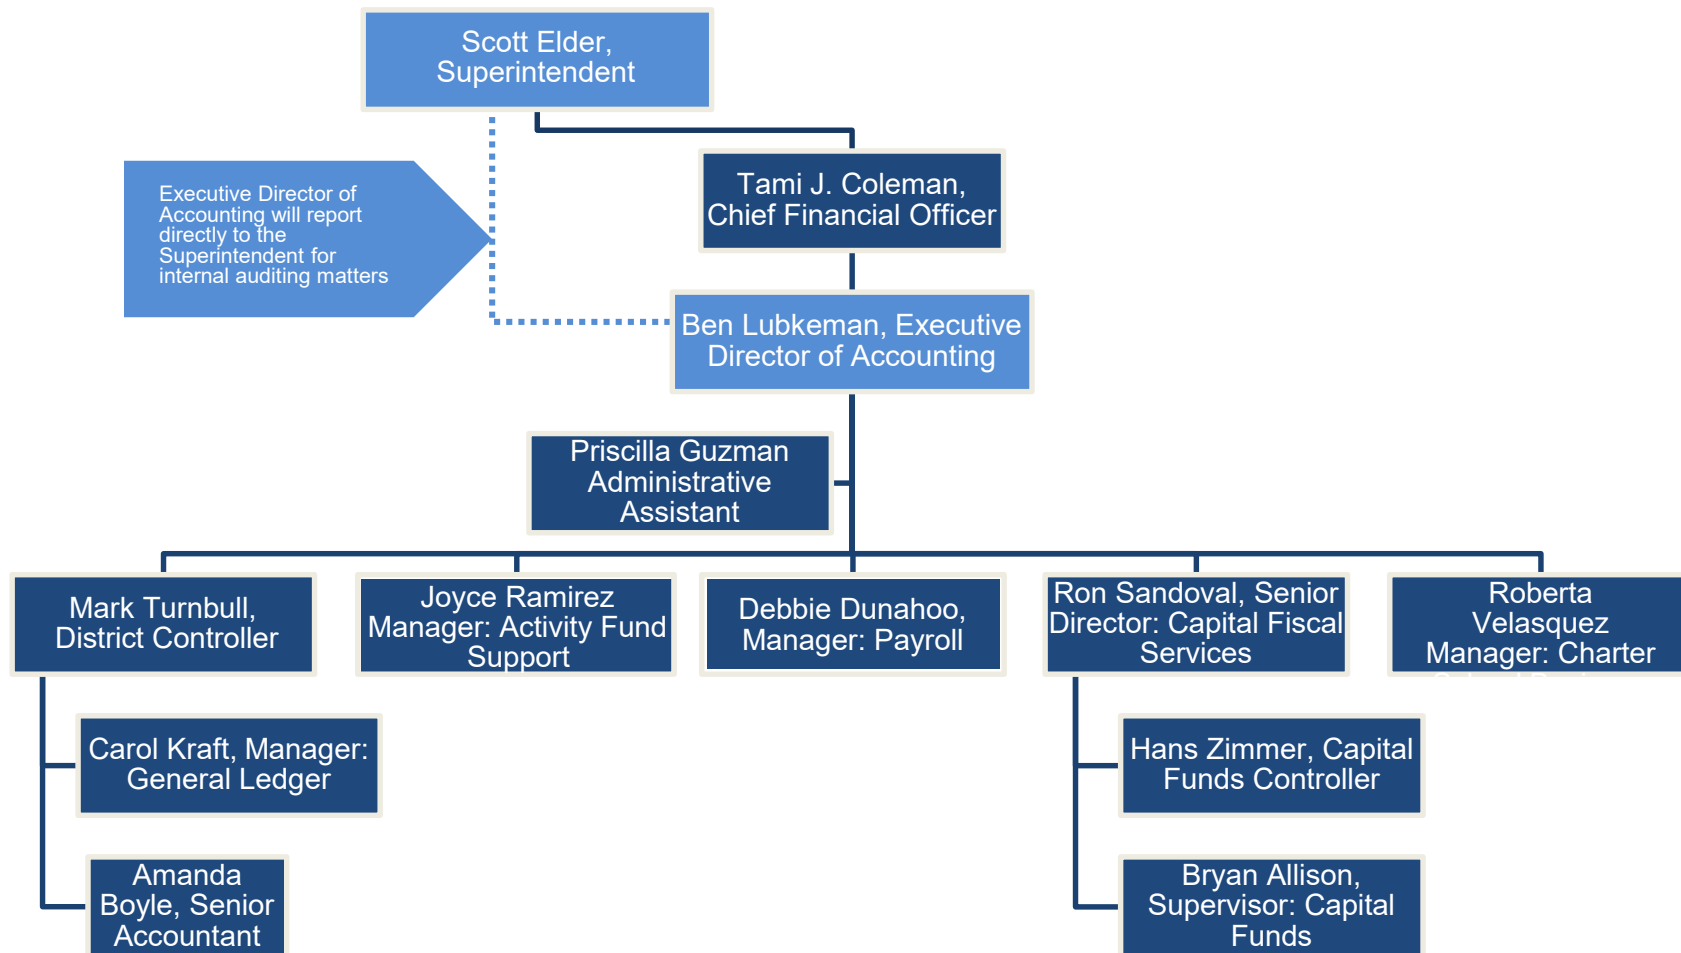 Scott Elder,
Superintendent
Tami J. Coleman,
Chief Financial Officer
Executive Director of
Accounting will report
directly to the
Superintendent for
internal auditing matters
Ben Lubkeman, Executive
Director of Accounting
Priscilla Guzman
Administrative
Assistant
Mark Turnbull,
District Controller
Joyce Ramirez
Manager: Activity Fund
Support
Debbie Dunahoo,
Manager: Payroll
Ron Sandoval, Senior
Director: Capital Fiscal
Services
Roberta
Velasquez
Manager: Charter
Carol Kraft, Manager:
General Ledger
Hans Zimmer, Capital
Funds Controller
Amanda
Boyle, Senior
Accountant
Bryan Allison,
Supervisor: Capital
Funds